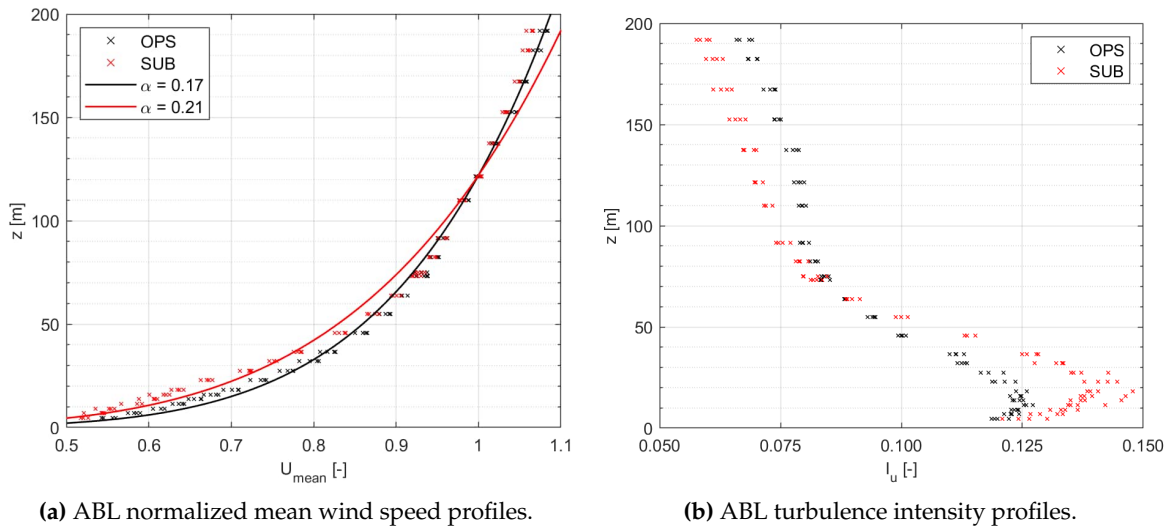 200
150
100
50
0
z [m]
OPS
SUB
α = 0.17
α = 0.21
0.5 0.6 0.7 0.8 0.9 1 1.1
U_mean [-]
(a) ABL normalized mean wind speed profiles.
200
150
100
50
0
z [m]
OPS
SUB
0.050 0.075 0.100 0.125 0.150
I_u [-]
(b) ABL turbulence intensity profiles.